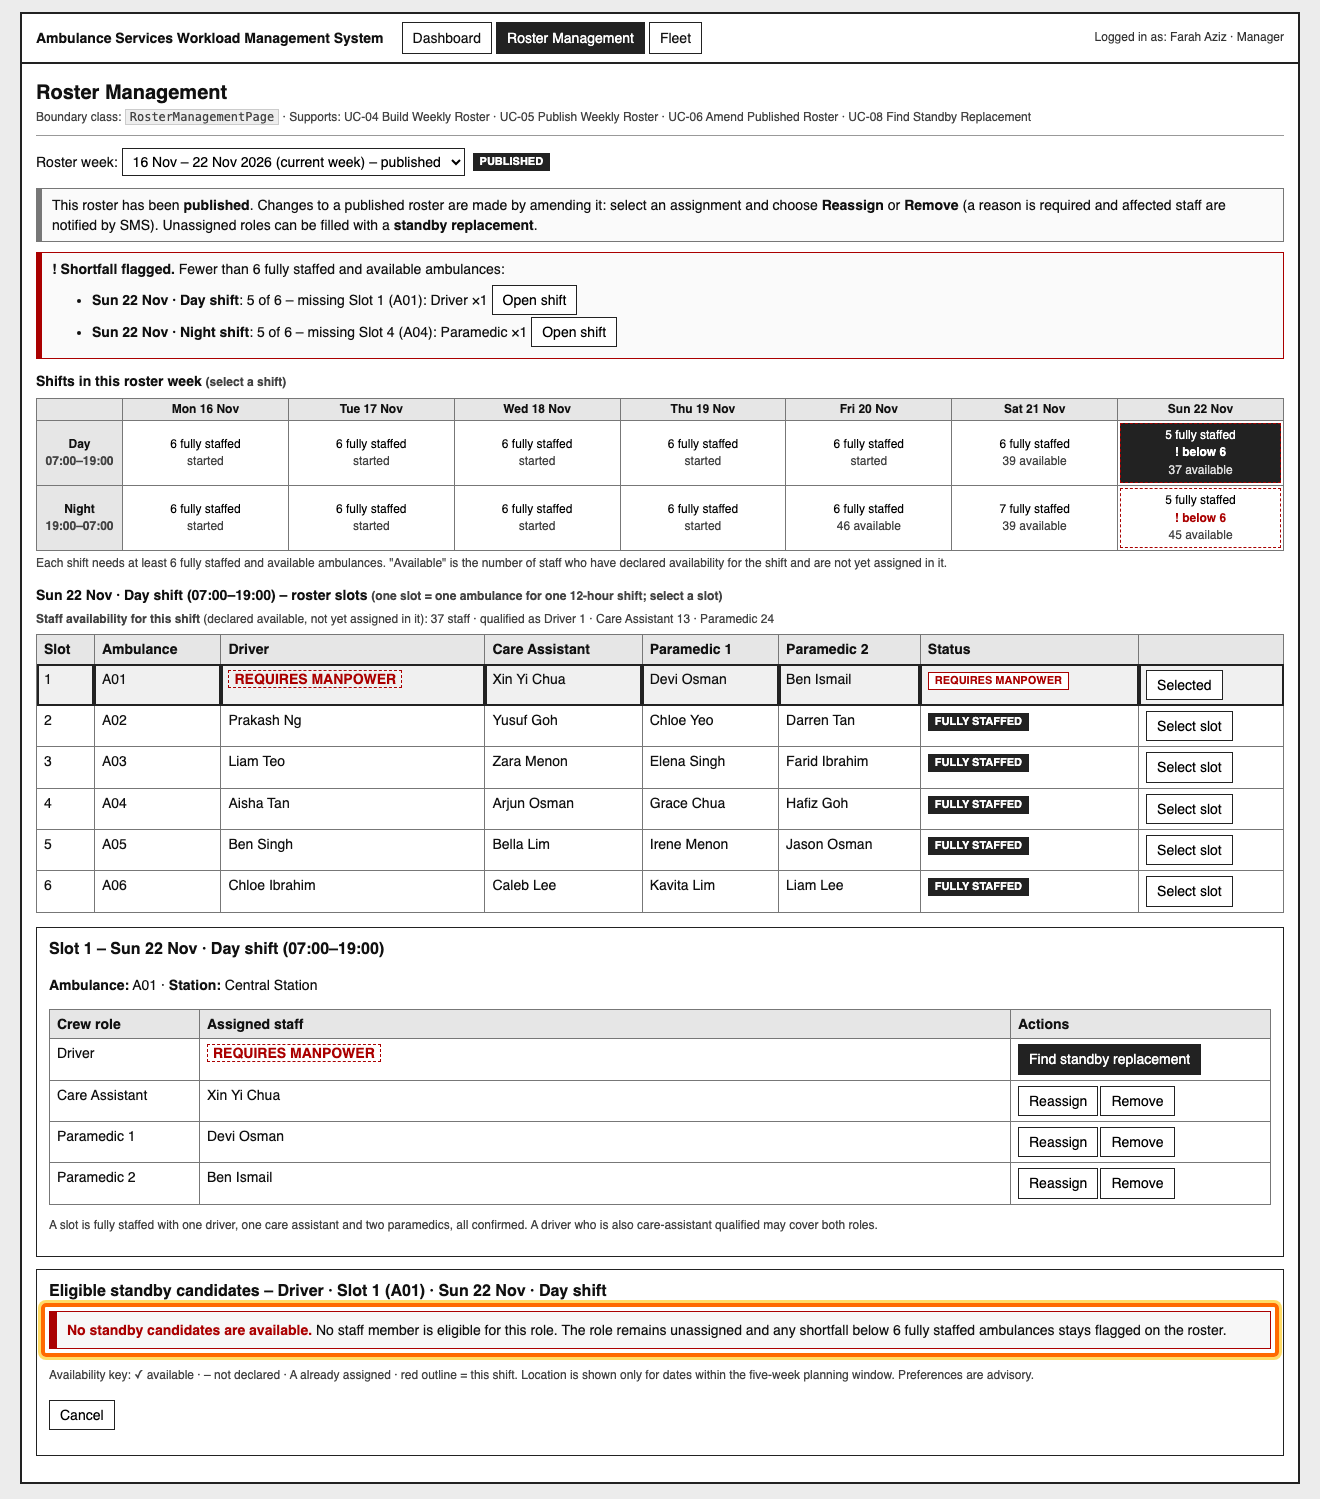 Ambulance Services Workload Management System Dashboard Roster Management Fleet Logged in as: Farah Aziz · Manager
Roster Management
Boundary class: RosterManagementPage · Supports: UC-04 Build Weekly Roster · UC-05 Publish Weekly Roster · UC-06 Amend Published Roster · UC-08 Find Standby Replacement
Roster week: 16 Nov – 22 Nov 2026 (current week) – published PUBLISHED
This roster has been published. Changes to a published roster are made by amending it: select an assignment and choose Reassign or Remove (a reason is required and affected staff are
notified by SMS). Unassigned roles can be filled with a standby replacement.
! Shortfall flagged. Fewer than 6 fully staffed and available ambulances:
• Sun 22 Nov · Day shift: 5 of 6 – missing Slot 1 (A01): Driver ×1 Open shift
• Sun 22 Nov · Night shift: 5 of 6 – missing Slot 4 (A04): Paramedic ×1 Open shift
Shifts in this roster week (select a shift)
Mon 16 Nov Tue 17 Nov Wed 18 Nov Thu 19 Nov Fri 20 Nov Sat 21 Nov Sun 22 Nov
Day 07:00–19:00 6 fully staffed started 6 fully staffed started 6 fully staffed started 6 fully staffed started 6 fully staffed started 6 fully staffed 39 available 5 fully staffed ! below 6 37 available
Night 19:00–07:00 6 fully staffed started 6 fully staffed started 6 fully staffed started 6 fully staffed started 6 fully staffed 46 available 7 fully staffed 39 available 5 fully staffed ! below 6 45 available
Each shift needs at least 6 fully staffed and available ambulances. "Available" is the number of staff who have declared availability for the shift and are not yet assigned in it.
Sun 22 Nov · Day shift (07:00–19:00) – roster slots (one slot = one ambulance for one 12-hour shift; select a slot)
Staff availability for this shift (declared available, not yet assigned in it): 37 staff · qualified as Driver 1 · Care Assistant 13 · Paramedic 24
Slot Ambulance Driver Care Assistant Paramedic 1 Paramedic 2 Status
1 A01 REQUIRES MANPOWER Xin Yi Chua Devi Osman Ben Ismail REQUIRES MANPOWER Selected
2 A02 Prakash Ng Yusuf Goh Chloe Yeo Darren Tan FULLY STAFFED Select slot
3 A03 Liam Teo Zara Menon Elena Singh Farid Ibrahim FULLY STAFFED Select slot
4 A04 Aisha Tan Arjun Osman Grace Chua Hafiz Goh FULLY STAFFED Select slot
5 A05 Ben Singh Bella Lim Irene Menon Jason Osman FULLY STAFFED Select slot
6 A06 Chloe Ibrahim Caleb Lee Kavita Lim Liam Lee FULLY STAFFED Select slot
Slot 1 – Sun 22 Nov · Day shift (07:00–19:00)
Ambulance: A01 · Station: Central Station
Crew role Assigned staff Actions
Driver REQUIRES MANPOWER Find standby replacement
Care Assistant Xin Yi Chua Reassign Remove
Paramedic 1 Devi Osman Reassign Remove
Paramedic 2 Ben Ismail Reassign Remove
A slot is fully staffed with one driver, one care assistant and two paramedics, all confirmed. A driver who is also care-assistant qualified may cover both roles.
Eligible standby candidates – Driver · Slot 1 (A01) · Sun 22 Nov · Day shift
No standby candidates are available. No staff member is eligible for this role. The role remains unassigned and any shortfall below 6 fully staffed ambulances stays flagged on the roster.
Availability key: ✓ available · – not declared · A already assigned · red outline = this shift. Location is shown only for dates within the five-week planning window. Preferences are advisory.
Cancel